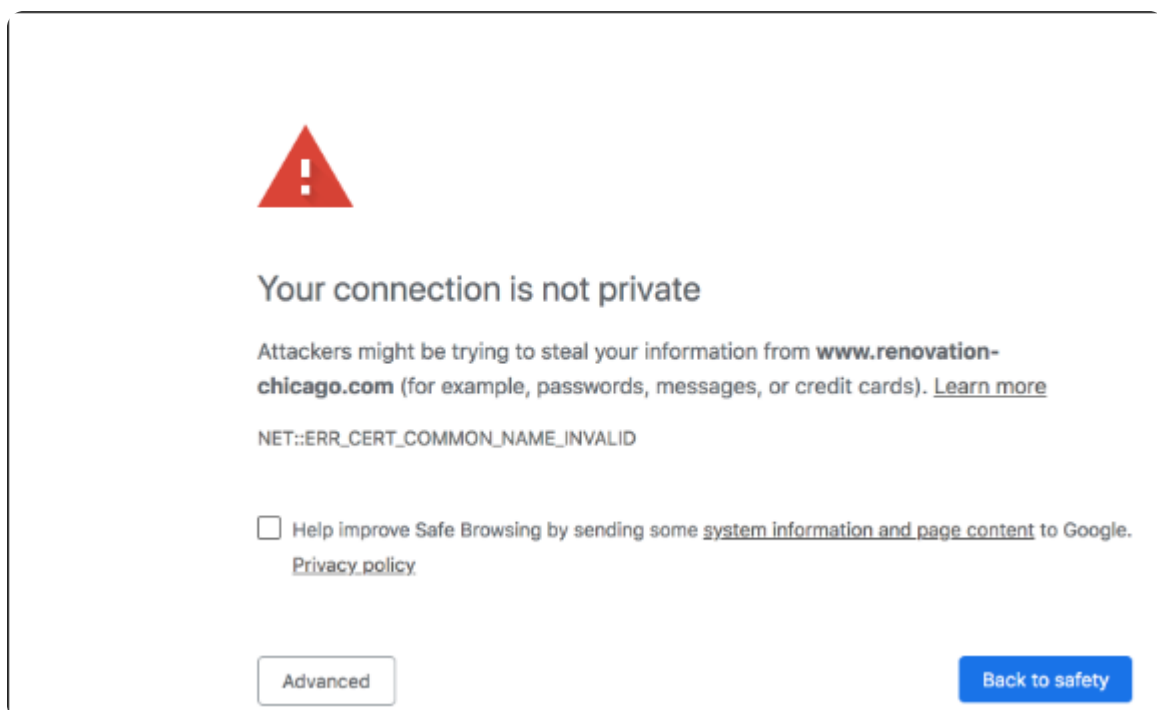 Your connection is not private
Attackers might be trying to steal your information from www.renovation-
chicago.com (for example, passwords, messages, or credit cards). Learn more
NET::ERR_CERT_COMMON_NAME_INVALID
Help improve Safe Browsing by sending some system information and page content to Google.
Privacy policy
Advanced
Back to safety